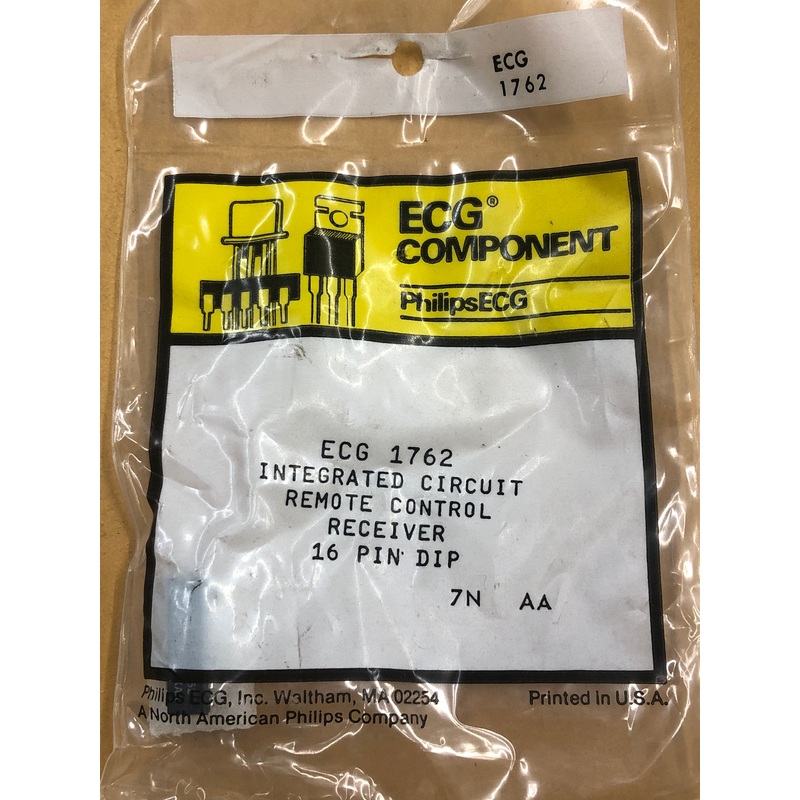 ECG
1762
ECG®
COMPONENT
PhilipsECG
ECG 1762
INTEGRATED CIRCUIT
REMOTE CONTROL
RECEIVER
16 PIN DIP
7N AA
Philips ECG, Inc. Waltham, MA 02254
Printed in U.S.A.
A North American Philips Company